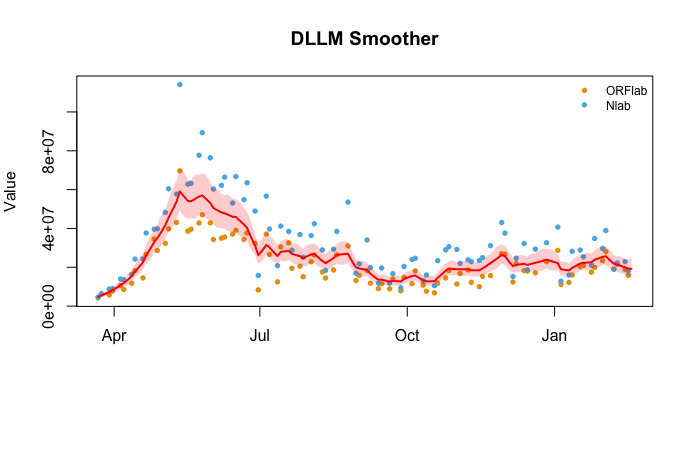 DLLM Smoother
ORFlab
Nlab
Value
8e+07
4e+07
0e+00
Apr
Jul
Oct
Jan